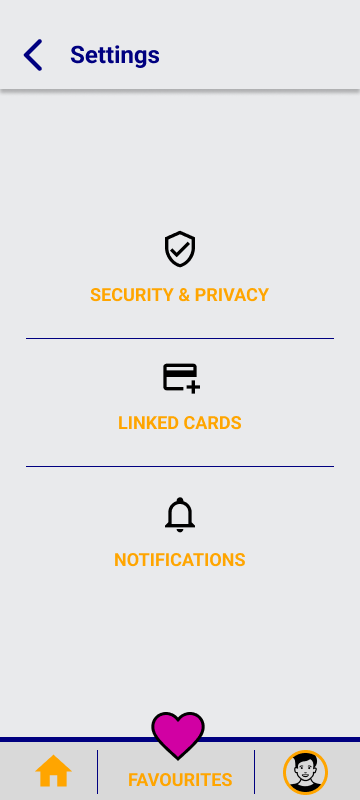 Settings
SECURITY & PRIVACY
LINKED CARDS
NOTIFICATIONS
FAVOURITES